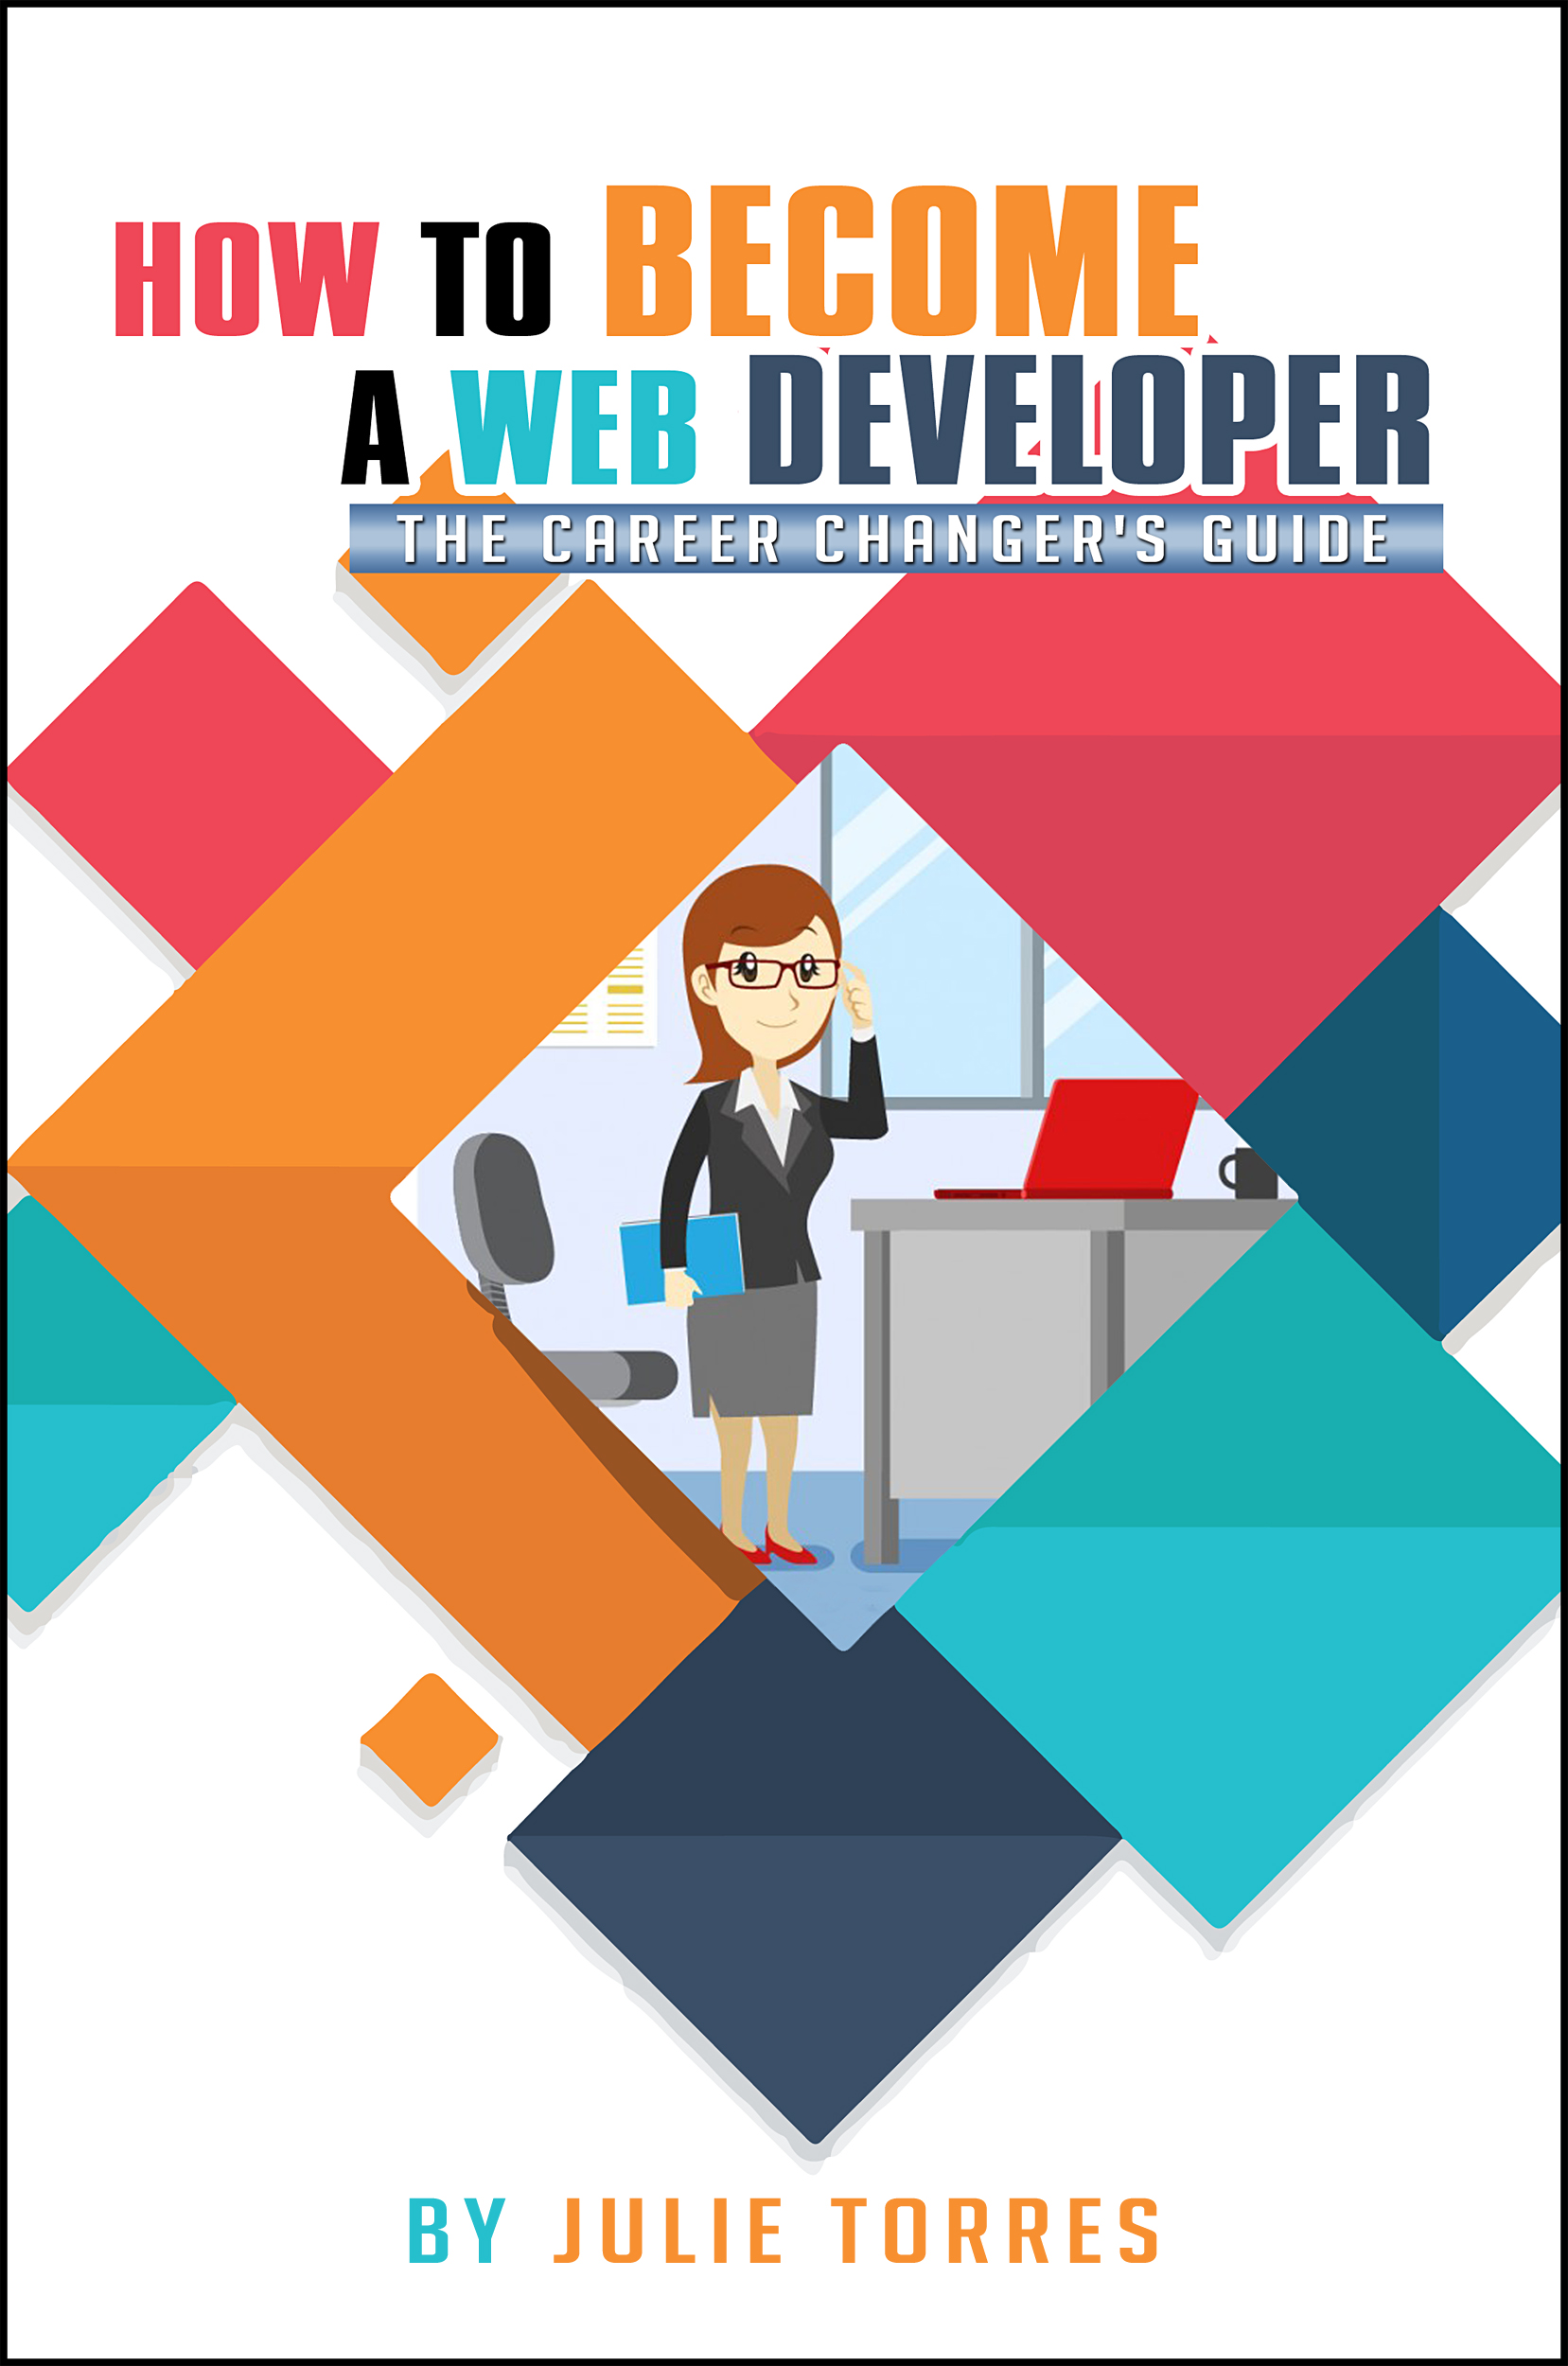 HOW TO BECOME
A WEB DEVELOPER
THE CAREER CHANGER'S GUIDE
BY JULIE TORRES